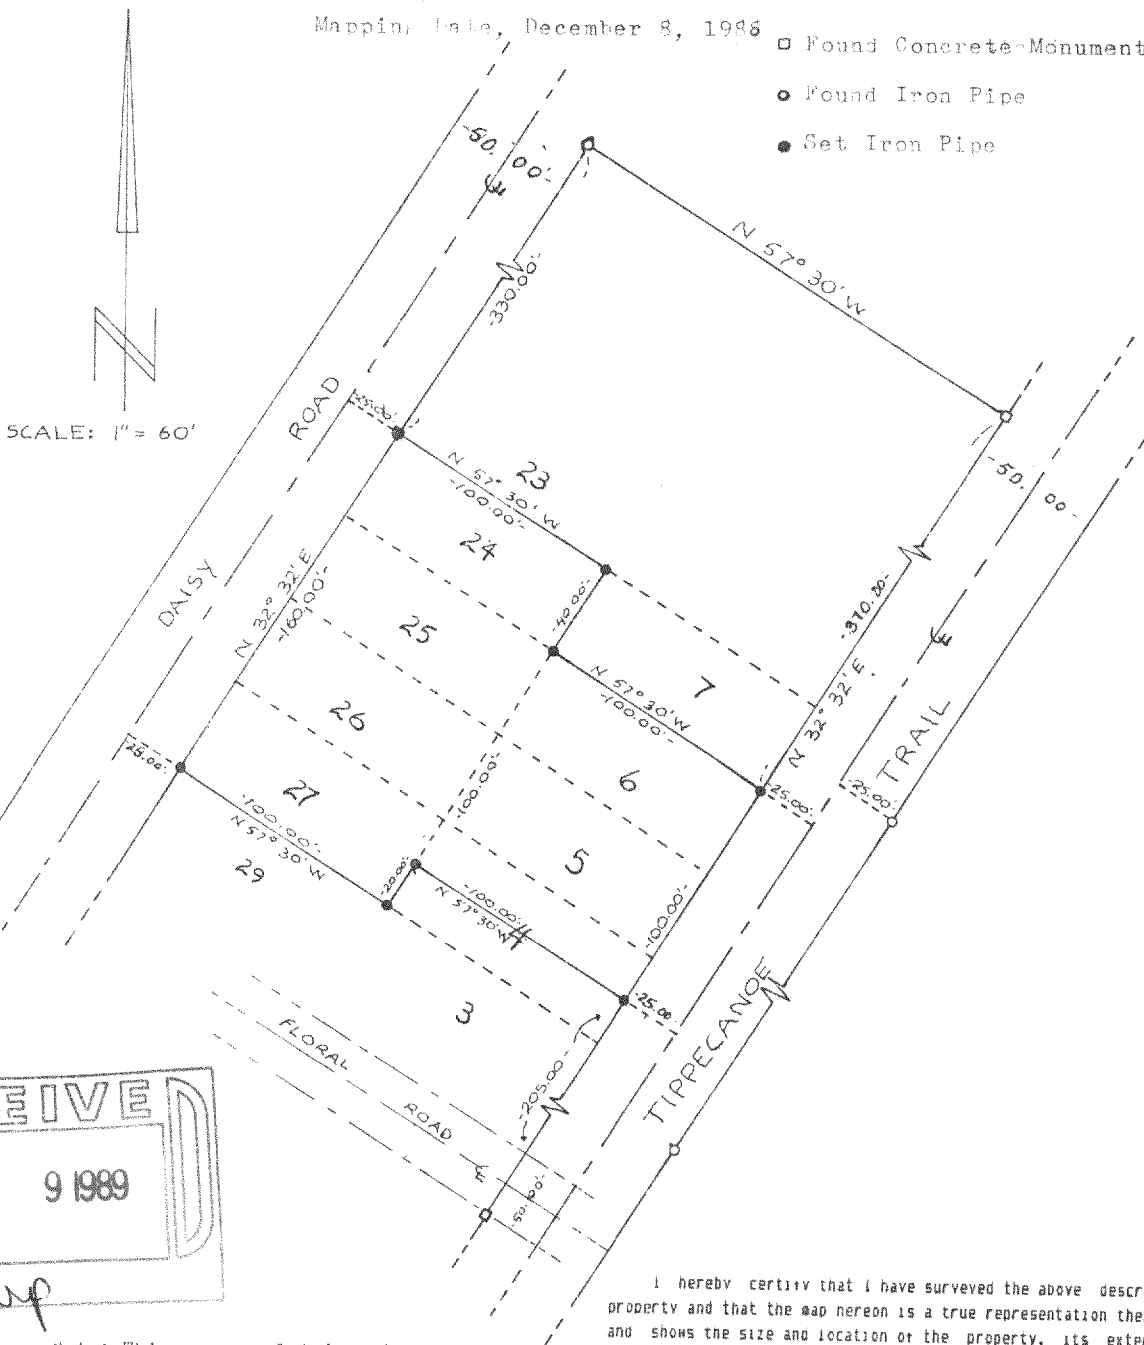 Mapping Date, December 8, 1988
Found Concrete Monument
Found Iron Pipe
Set Iron Pipe
-50.00'-
N 57° 30' W
-330.00'-
SCALE: 1" = 60'
DAISY ROAD
-25.00'-
N 57° 30' W
-100.00'-
23
24
25
26
27
29
N 32° 32' E
-160.00'-
-40.00'-
-50.00-
-310.00-
N 32° 32' E.
7
N 57° 30' W
-100.00'-
6
5
4
3
-25.00'-
-25.00'-
-25.00'-
-100.00'-
N 57° 30' W
-100.00'-
-20.00'-
-100.00'-
N 57° 30' W
-100.00'-
-25.00
TIPPECANOE TRAIL
-205.00-
FLORAL ROAD
-50.00'-
EIVE
D
9 1989
I hereby certify that I have surveyed the above descr
property and that the map hereon is a true representation the
and shows the size and location of the property, its exte